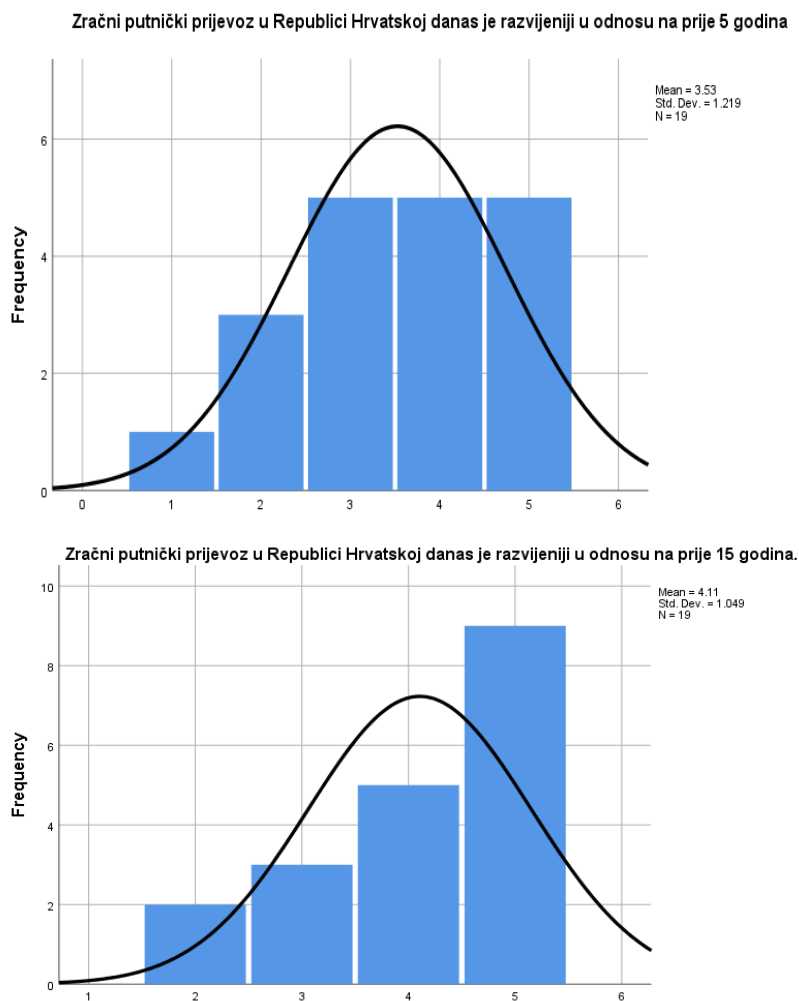 Zračni putnički prijevoz u Republici Hrvatskoj danas je razvijeniji u odnosu na prije 5 godina
Mean = 3.53
Std. Dev. = 1.219
N = 19
Frequency
6
4
2
0
0 1 2 3 4 5 6
Zračni putnički prijevoz u Republici Hrvatskoj danas je razvijeniji u odnosu na prije 15 godina.
Mean = 4.11
Std. Dev. = 1.049
N = 19
Frequency
10
8
6
4
2
0
1 2 3 4 5 6